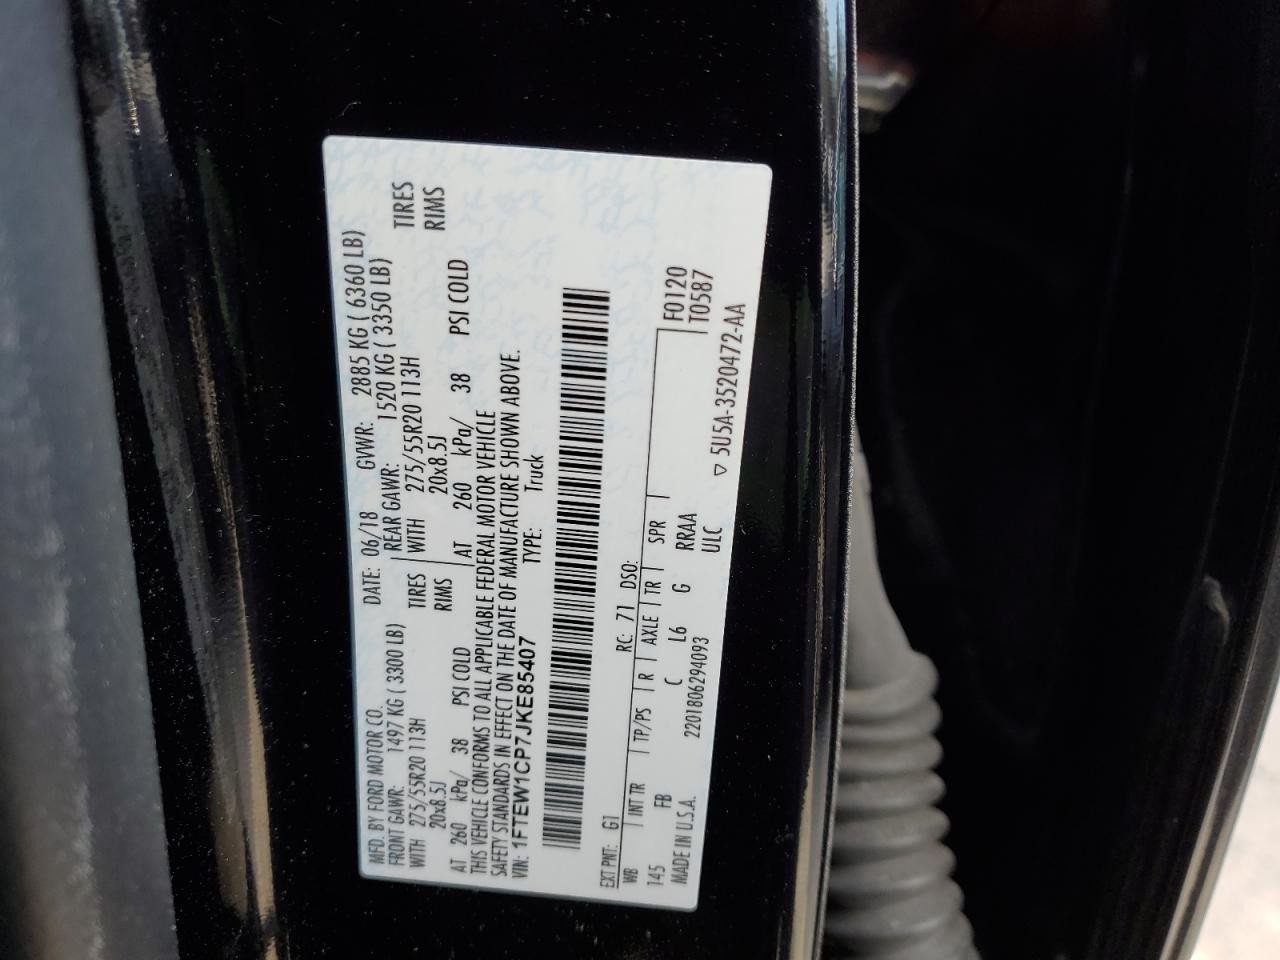 MFD. BY FORD MOTOR CO. DATE: 06/18 GVWR: 2885 KG ( 6360 LB)
FRONT GAWR: 1497 KG ( 3300 LB) REAR GAWR: 1520 KG ( 3350 LB)
WITH 275/55R20 113H TIRES WITH 275/55R20 113H TIRES
20x8.5J RIMS 20x8.5J RIMS
AT 260 kPa/ 38 PSI COLD AT 260 kPa/ 38 PSI COLD
THIS VEHICLE CONFORMS TO ALL APPLICABLE FEDERAL MOTOR VEHICLE
SAFETY STANDARDS IN EFFECT ON THE DATE OF MANUFACTURE SHOWN ABOVE.
VIN: 1FTEW1CP7JKE85407 TYPE: Truck
EXT PNT: G1 RC: 71 DSO: F0120
WB INT TR TP/PS R AXLE TR SPR T0587
145 FB C L6 G RRAA
MADE IN U.S.A. 2201806294093 ULC ▽ 5U5A-3520472-AA